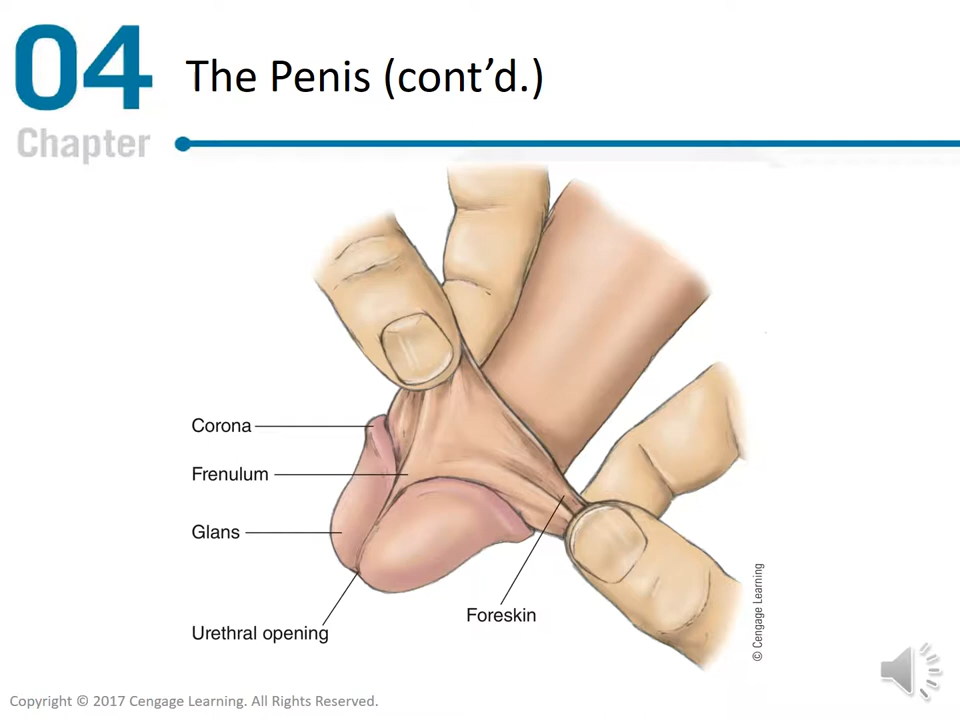 04
Chapter
The Penis (cont’d.)
Corona
Frenulum
Glans
Urethral opening
Foreskin
© Cengage Learning
Copyright © 2017 Cengage Learning. All Rights Reserved.